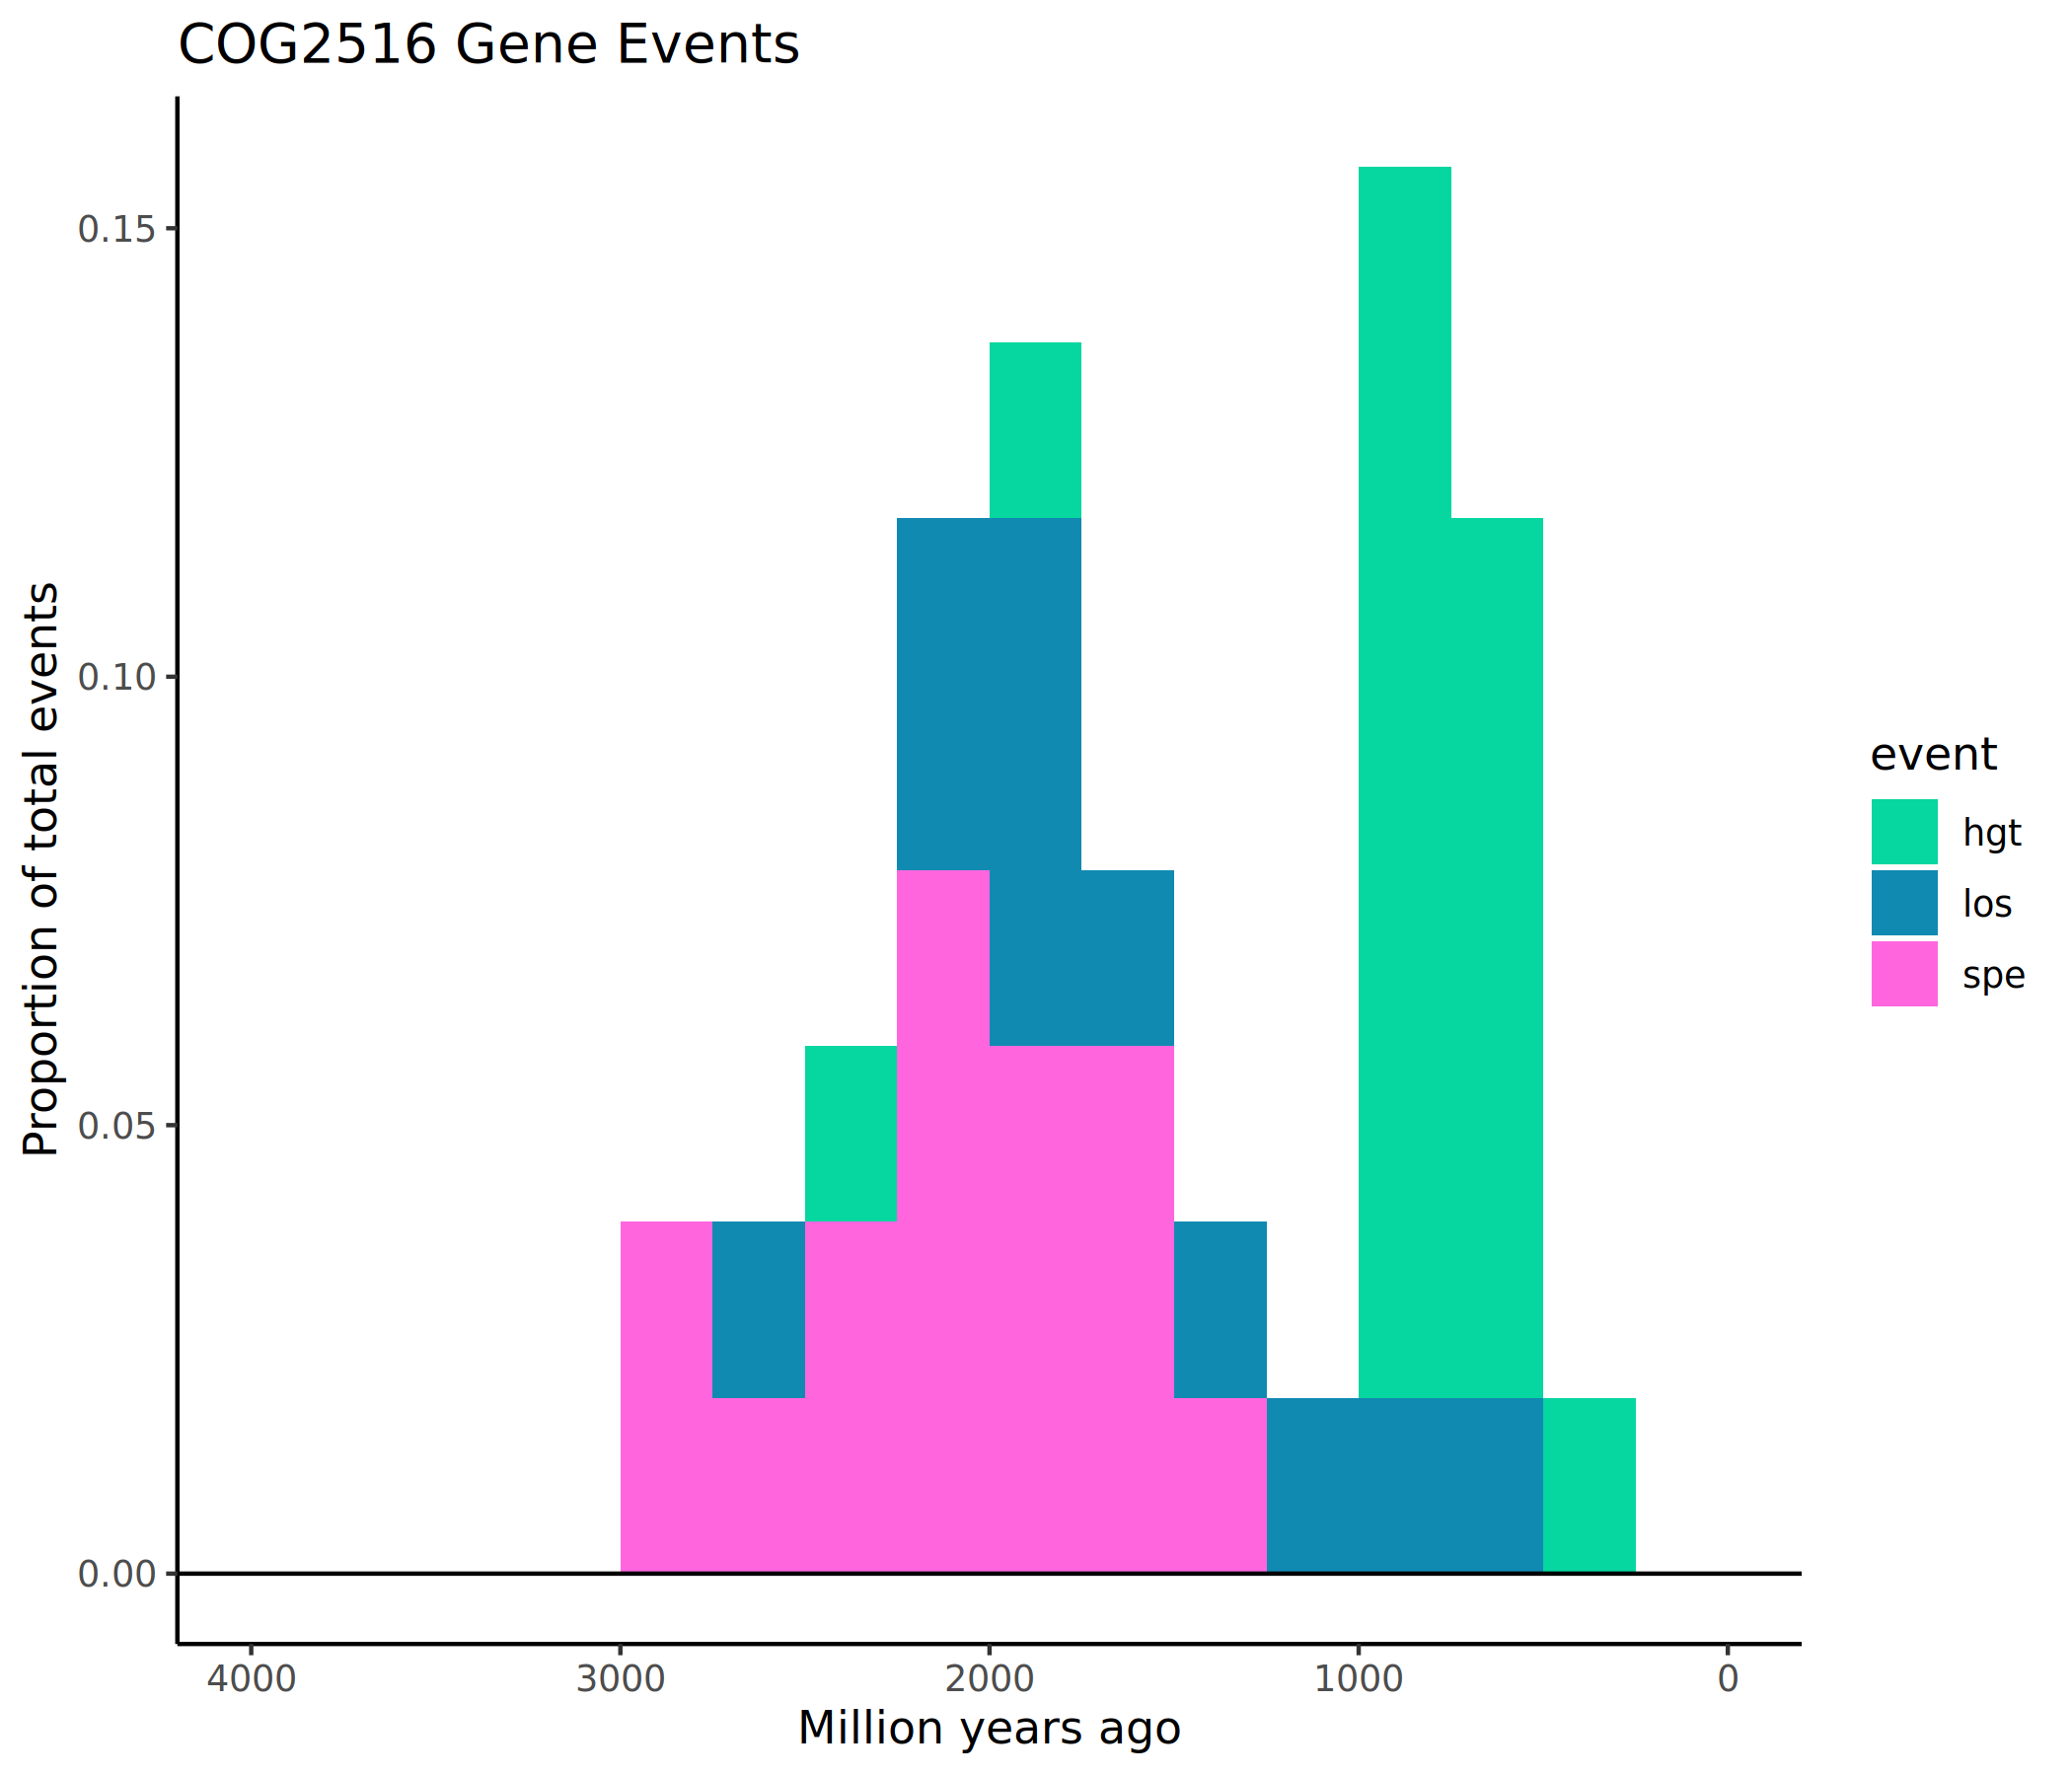 COG2516 Gene Events
Proportion of total events
0.15
0.10
0.05
0.00
4000 3000 2000 1000 0
Million years ago
event
hgt
los
spe